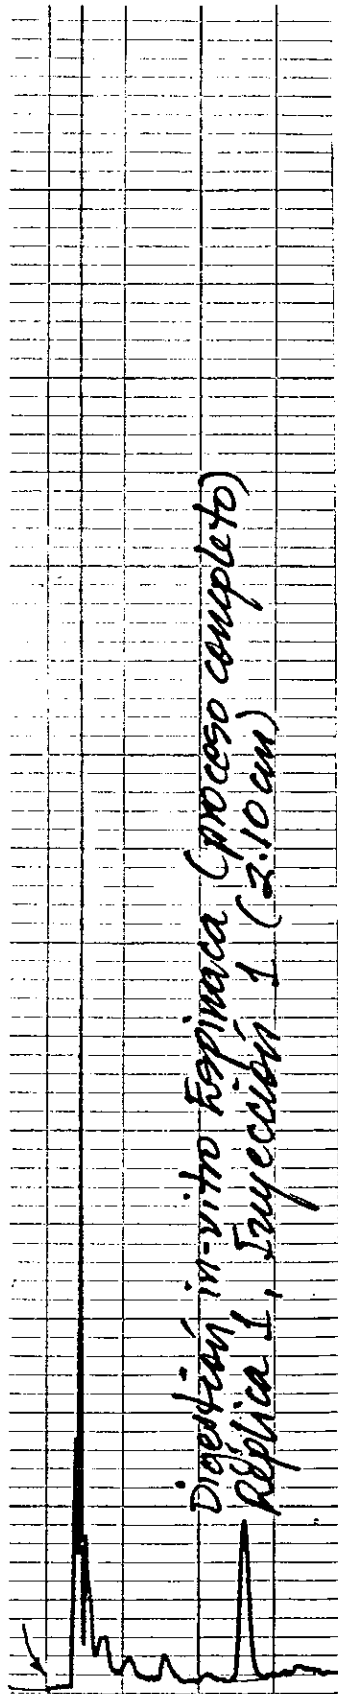 Digestión in-vitro Espinaca (proceso completo)
Réplica 1, Inyección 1 (2.10 cm)